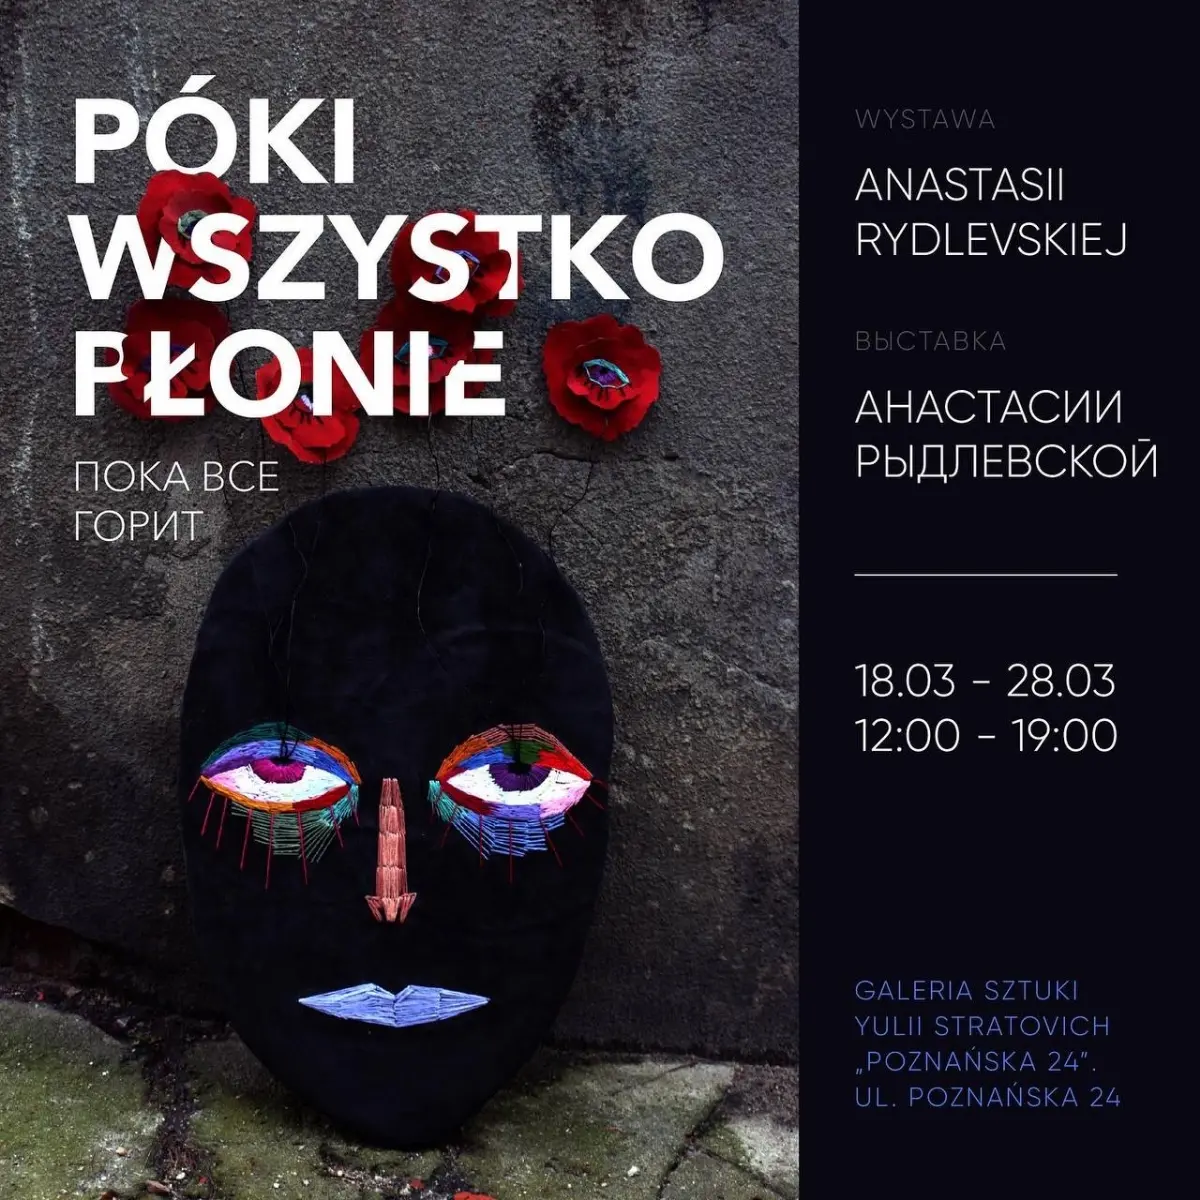 PÓKI
WSZYSTKO
PŁONIE
ПОКА ВСЕ
ГОРИТ
WYSTAWA
ANASTASII
RYDLEVSKIEJ
ВЫСТАВКА
АНАСТАСИИ
РЫДЛЕВСКОЙ
18.03 - 28.03
12:00 - 19:00
GALERIA SZTUKI
YULII STRATOVICH
„POZNAŃSKA 24”.
UL. POZNAŃSKA 24